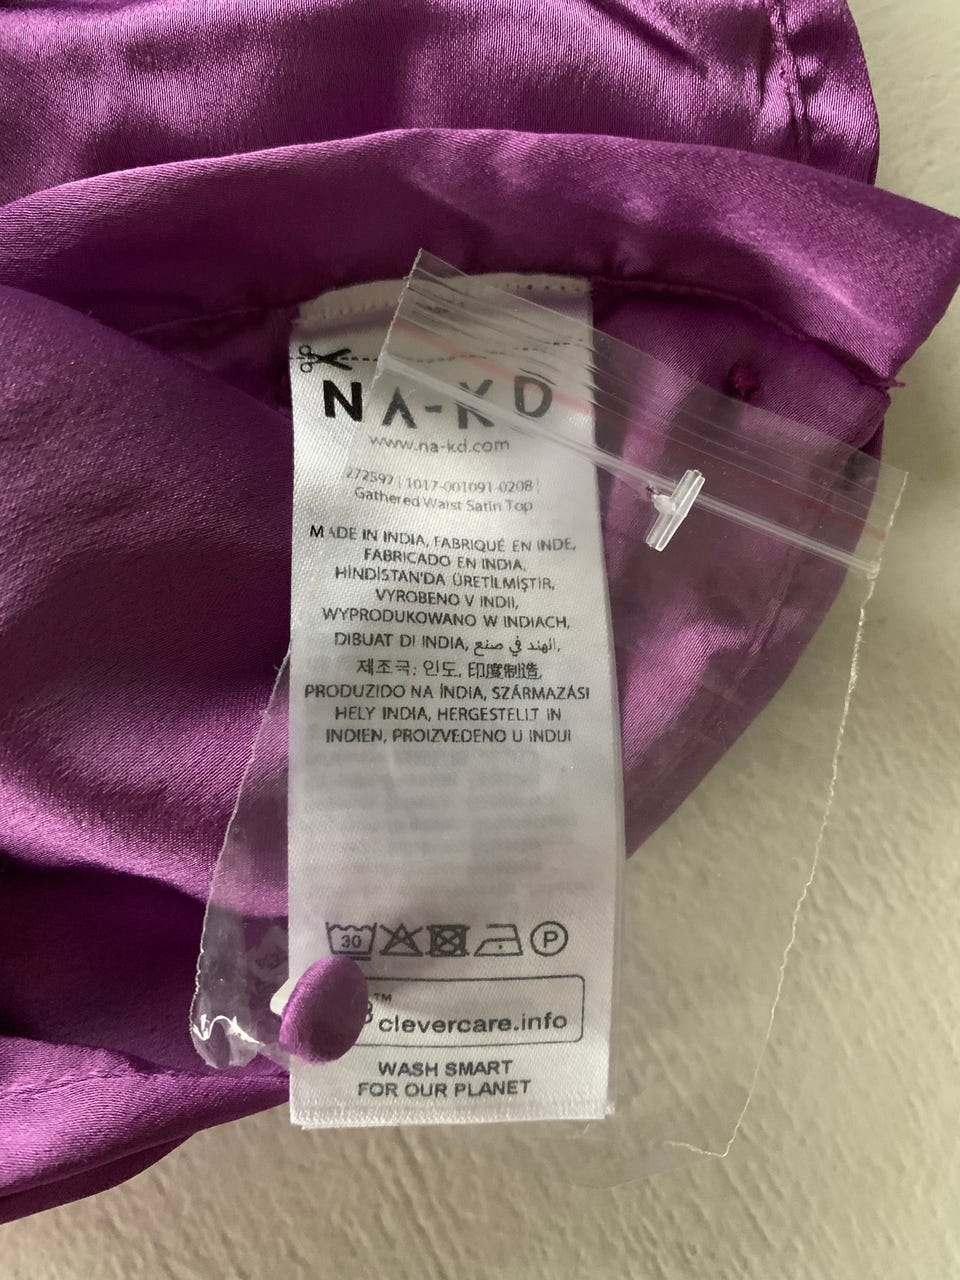 NA-KD
www.na-kd.com
272597 | 1017-001091-0208 |
Gathered Waist Satin Top
MADE IN INDIA, FABRIQUÉ EN INDE,
FABRICADO EN INDIA,
HİNDİSTAN'DA ÜRETİLMİŞTİR,
VYROBENO V INDII,
WYPRODUKOWANO W INDIACH,
DIBUAT DI INDIA, الهند في صنع,
제조국: 인도, 印度制造,
PRODUZIDO NA ÍNDIA, SZÁRMAZÁSI
HELY INDIA, HERGESTELLT IN
INDIEN, PROIZVEDENO U INDIJI
30
P
TM
clevercare.info
WASH SMART
FOR OUR PLANET